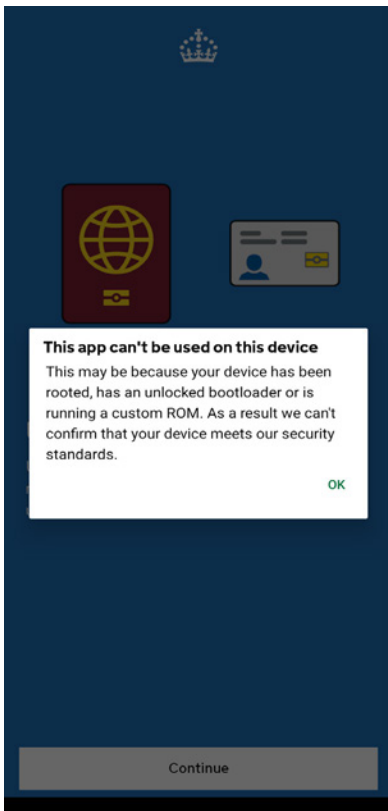 This app can't be used on this device
This may be because your device has been
rooted, has an unlocked bootloader or is
running a custom ROM. As a result we can't
confirm that your device meets our security
standards.
OK
Continue